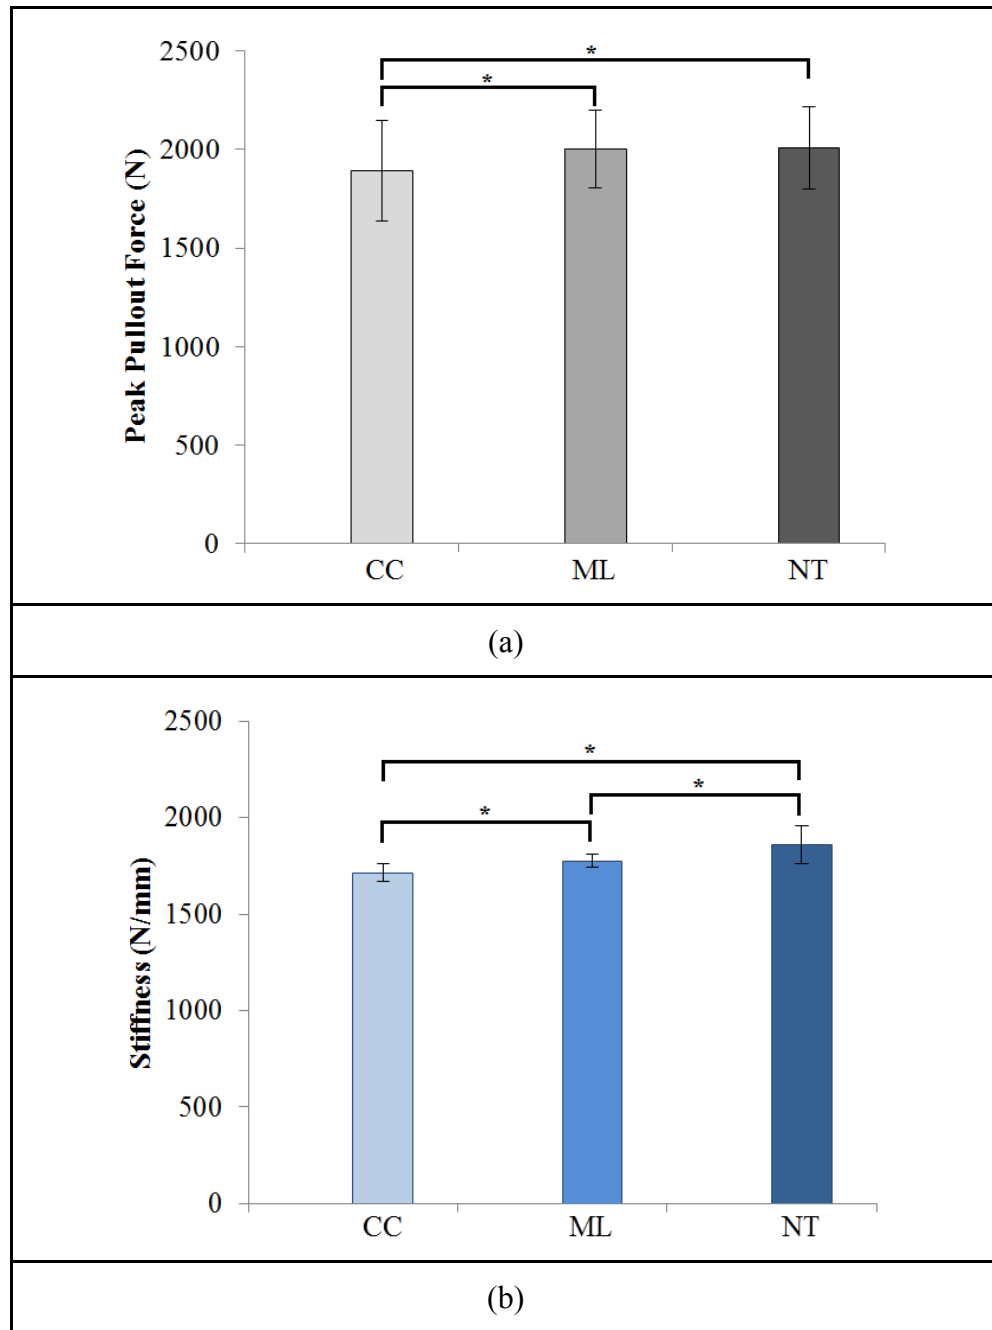 Peak Pullout Force (N)
2500
2000
1500
1000
500
0
*
*
CC ML NT
(a)
Stiffness (N/mm)
2500
2000
1500
1000
500
0
*
*
*
CC ML NT
(b)